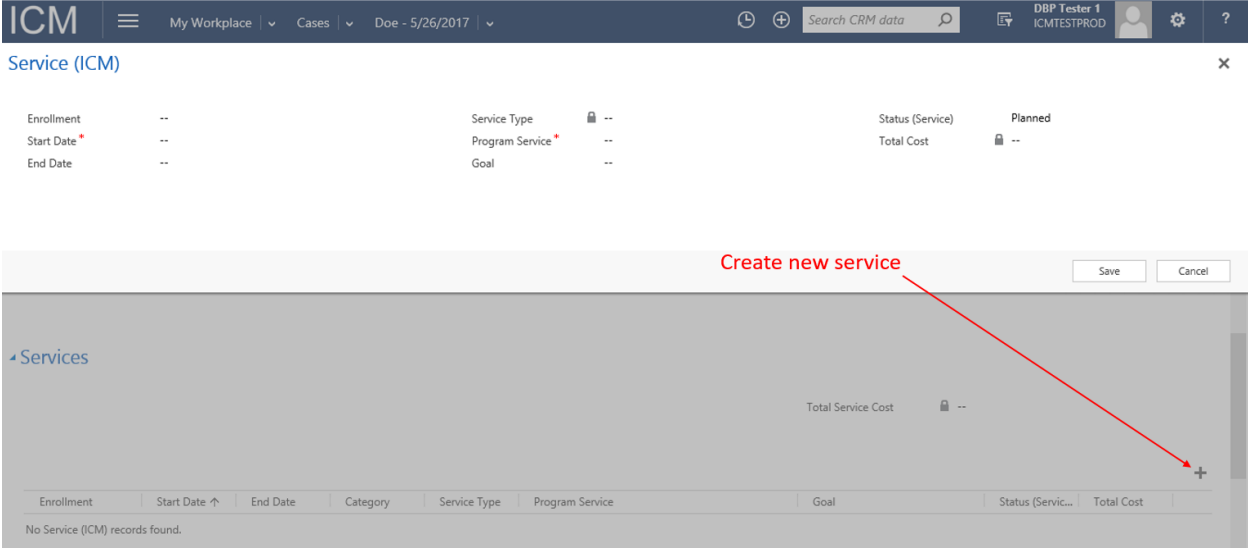 ICM My Workplace Cases Doe - 5/26/2017 Search CRM data DBP Tester 1 ?
ICMTESTPROD
Service (ICM)
Enrollment -- Service Type -- Status (Service) Planned
Start Date* -- Program Service* -- Total Cost --
End Date -- Goal --
Create new service
Save Cancel
Services
Total Service Cost --
Enrollment Start Date ↑ End Date Category Service Type Program Service Goal Status (Servic... Total Cost
No Service (ICM) records found.